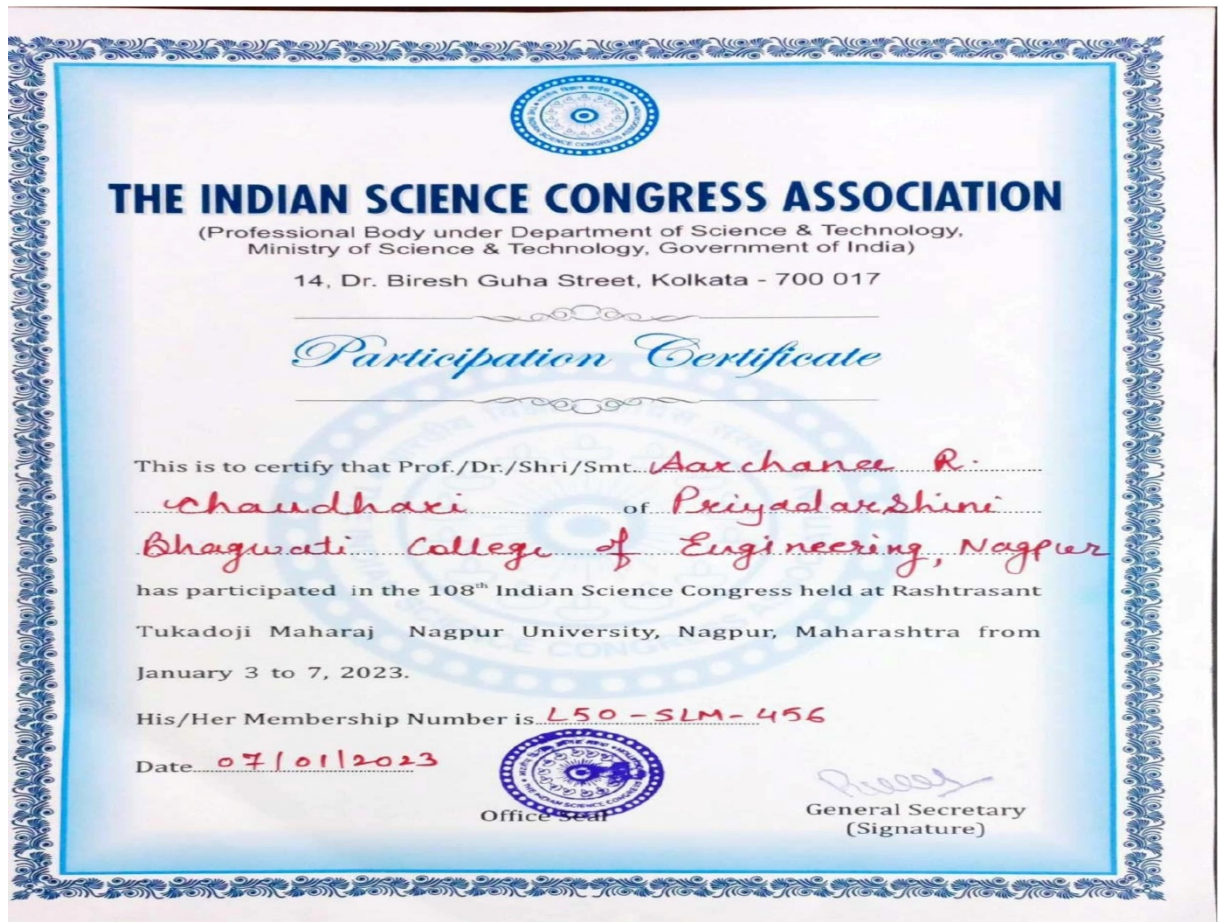 THE INDIAN SCIENCE CONGRESS ASSOCIATION
(Professional Body under Department of Science & Technology,
Ministry of Science & Technology, Government of India)
14, Dr. Biresh Guha Street, Kolkata - 700 017
Participation Certificate
This is to certify that Prof./Dr./Shri/Smt. Aarchanee R.
Chaudhari of Priyadarshini
Bhagwati College of Engineering, Nagpur
has participated in the 108th Indian Science Congress held at Rashtrasant
Tukadoji Maharaj Nagpur University, Nagpur, Maharashtra from
January 3 to 7, 2023.
His/Her Membership Number is L50-SLM-456
Date 07/01/2023
Office Seal
General Secretary
(Signature)